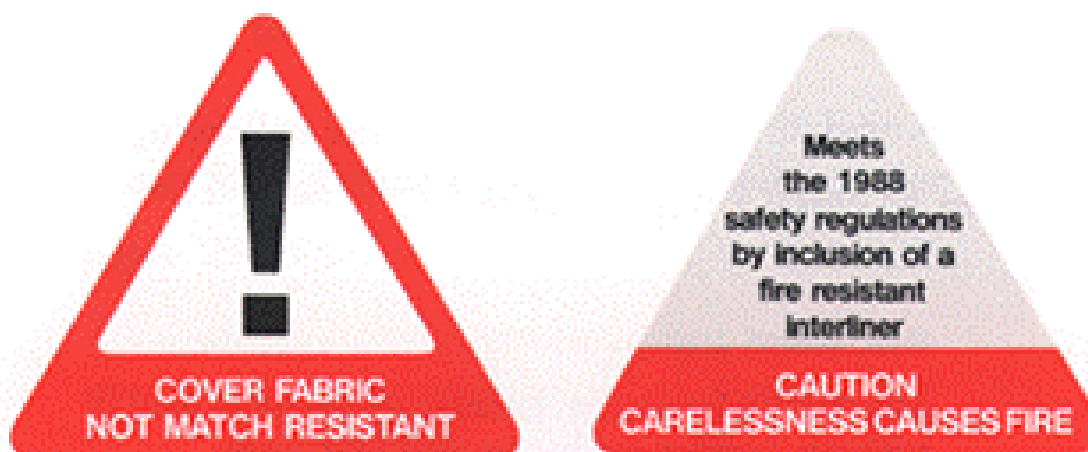 COVER FABRIC
NOT MATCH RESISTANT
Meets
the 1988
safety regulations
by inclusion of a
fire resistant
interliner
CAUTION
CARELESSNESS CAUSES FIRE